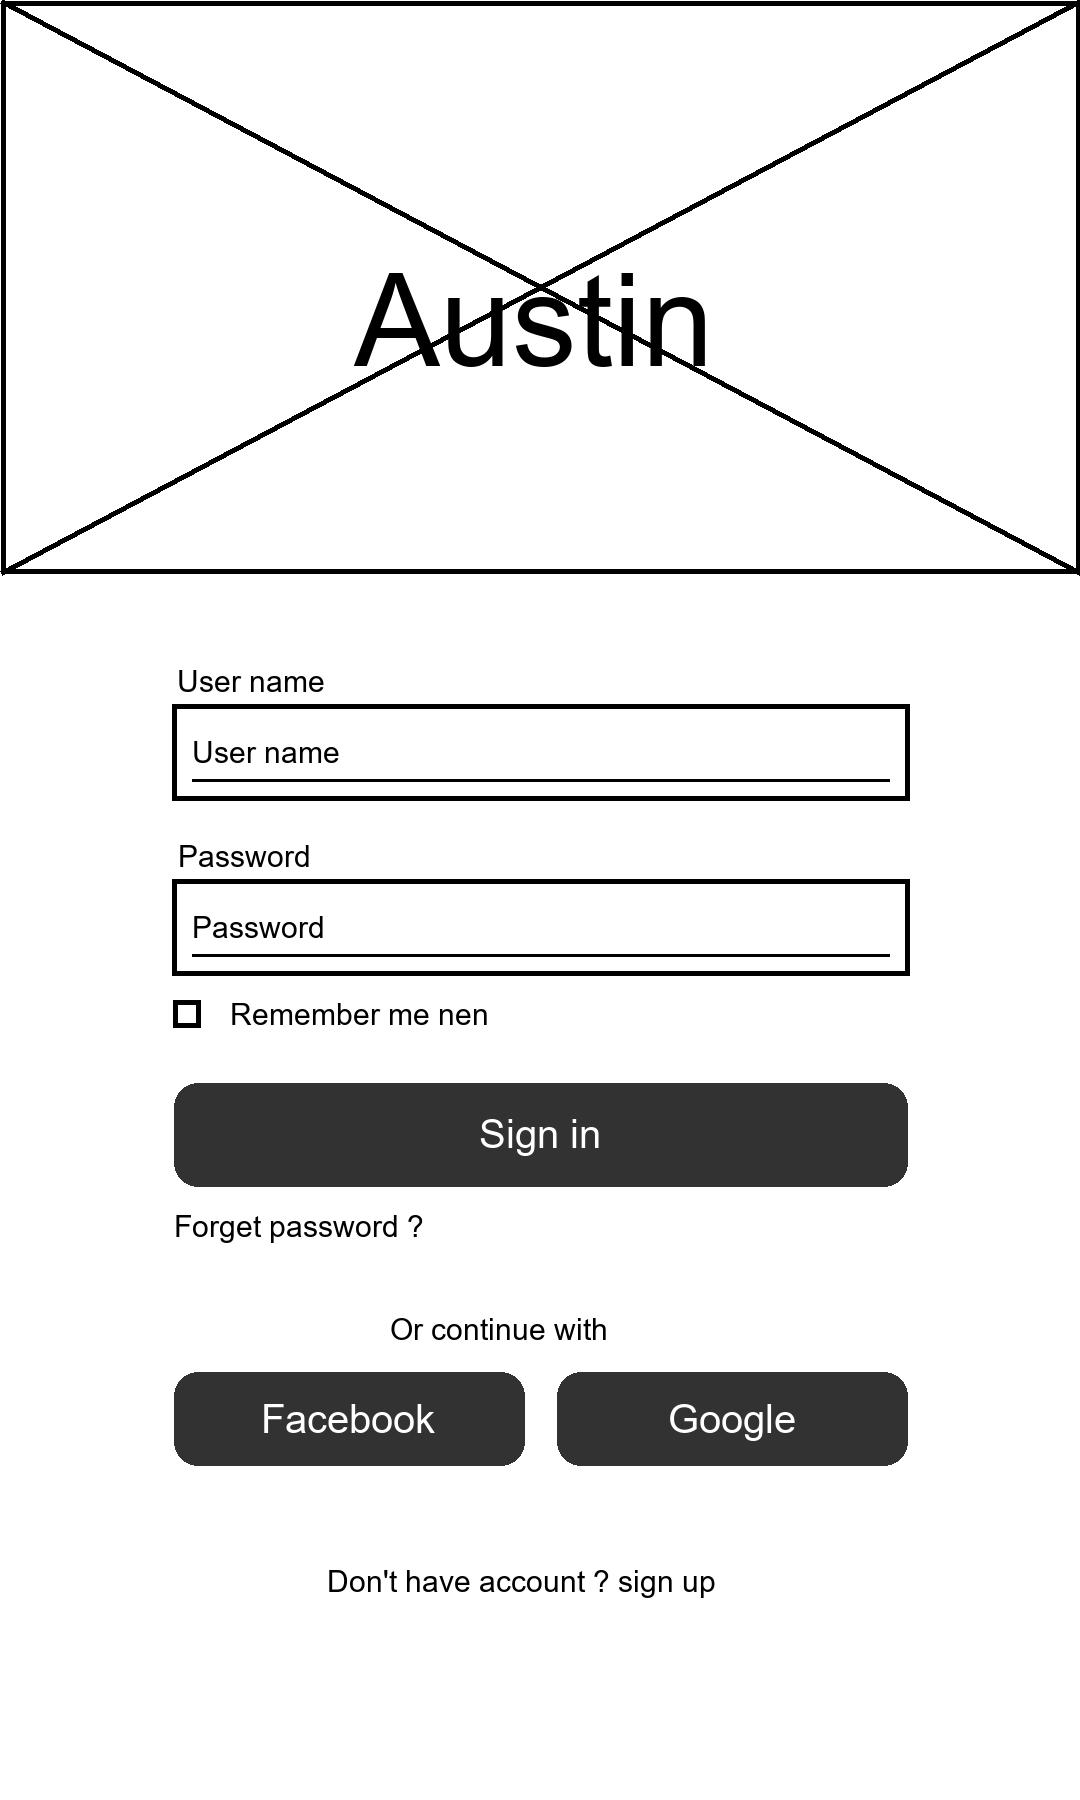 Austin
User name
User name
Password
Password
Remember me nen
Sign in
Forget password ?
Or continue with
Facebook Google
Don't have account ? sign up